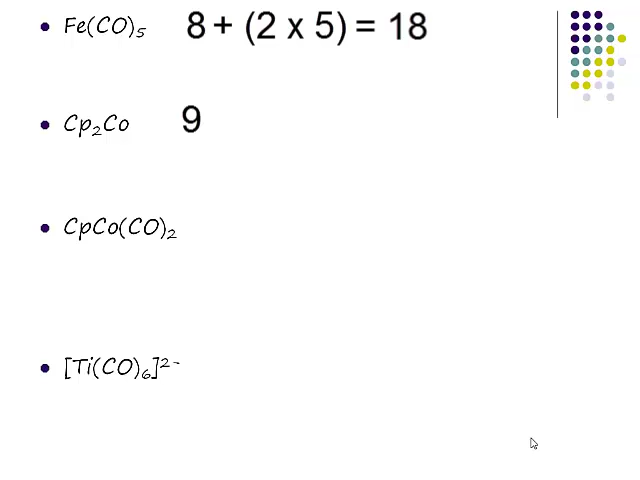 • Fe(CO)₅ 8 + (2 x 5) = 18
• Cp₂Co 9
• CpCo(CO)₂
• [Ti(CO)₆]²⁻